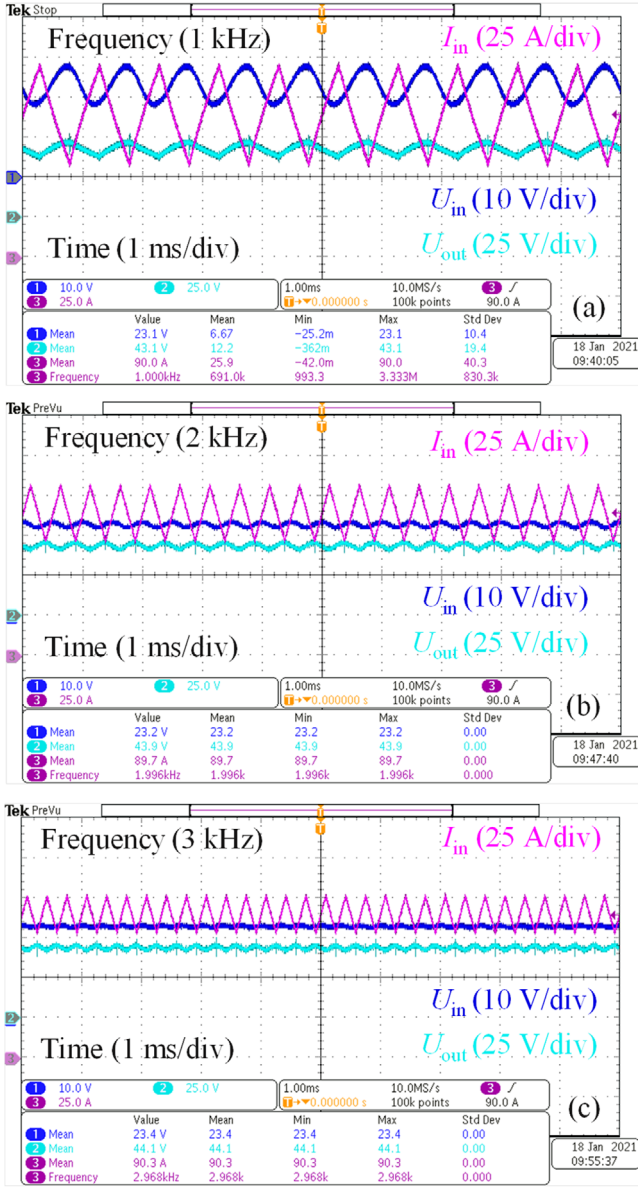 Tek Stop
T
T
Frequency (1 kHz)
Iin (25 A/div)
1
Uin (10 V/div)
2
Time (1 ms/div)
Uout (25 V/div)
3
1 10.0 V 2 25.0 V
3 25.0 A
1.00ms 10.0MS/s 3
T→▼0.000000 s 100k points 90.0 A
(a)
Value Mean Min Max Std Dev
1 Mean 23.1 V 6.67 −25.2m 23.1 10.4
2 Mean 43.1 V 12.2 −362m 43.1 19.4
3 Mean 90.0 A 25.9 −42.0m 90.0 40.3
3 Frequency 1.000kHz 691.0k 993.3 3.333M 830.3k
18 Jan 2021
09:40:05
Tek PreVu
T
T
Frequency (2 kHz)
Iin (25 A/div)
Uin (10 V/div)
2
Time (1 ms/div)
Uout (25 V/div)
3
1 10.0 V 2 25.0 V
3 25.0 A
1.00ms 10.0MS/s 3
T→▼0.000000 s 100k points 90.0 A
(b)
Value Mean Min Max Std Dev
1 Mean 23.2 V 23.2 23.2 23.2 0.00
2 Mean 43.9 V 43.9 43.9 43.9 0.00
3 Mean 89.7 A 89.7 89.7 89.7 0.00
3 Frequency 1.996kHz 1.996k 1.996k 1.996k 0.000
18 Jan 2021
09:47:40
Tek PreVu
T
T
Frequency (3 kHz)
Iin (25 A/div)
Uin (10 V/div)
2
Time (1 ms/div)
Uout (25 V/div)
3
1 10.0 V 2 25.0 V
3 25.0 A
1.00ms 10.0MS/s 3
T→▼0.000000 s 100k points 90.0 A
(c)
Value Mean Min Max Std Dev
1 Mean 23.4 V 23.4 23.4 23.4 0.00
2 Mean 44.1 V 44.1 44.1 44.1 0.00
3 Mean 90.3 A 90.3 90.3 90.3 0.00
3 Frequency 2.968kHz 2.968k 2.968k 2.968k 0.000
18 Jan 2021
09:55:37